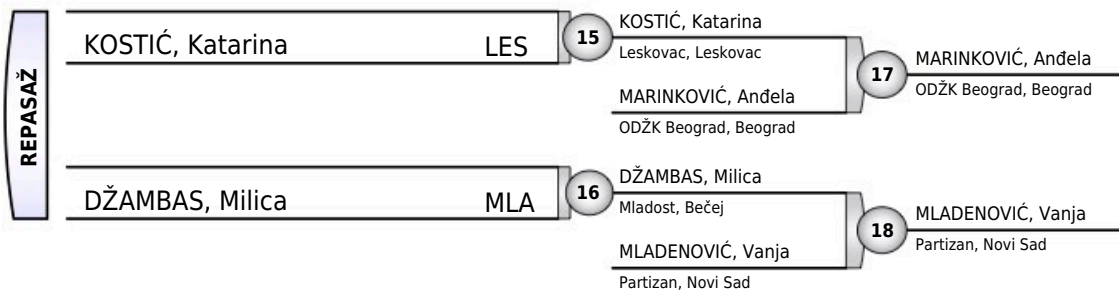 REPASAŽ
KOSTIĆ, Katarina LES
15
KOSTIĆ, Katarina
Leskovac, Leskovac
MARINKOVIĆ, Anđela
ODŽK Beograd, Beograd
17
MARINKOVIĆ, Anđela
ODŽK Beograd, Beograd
DŽAMBAS, Milica MLA
16
DŽAMBAS, Milica
Mladost, Bečej
MLADENOVIĆ, Vanja
Partizan, Novi Sad
18
MLADENOVIĆ, Vanja
Partizan, Novi Sad